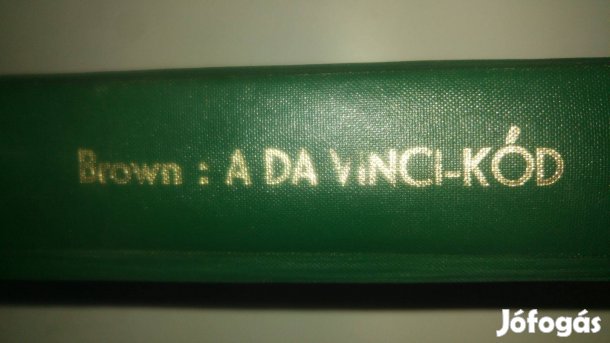 Brown : A DA ViNCI-KÓD
Jófogás